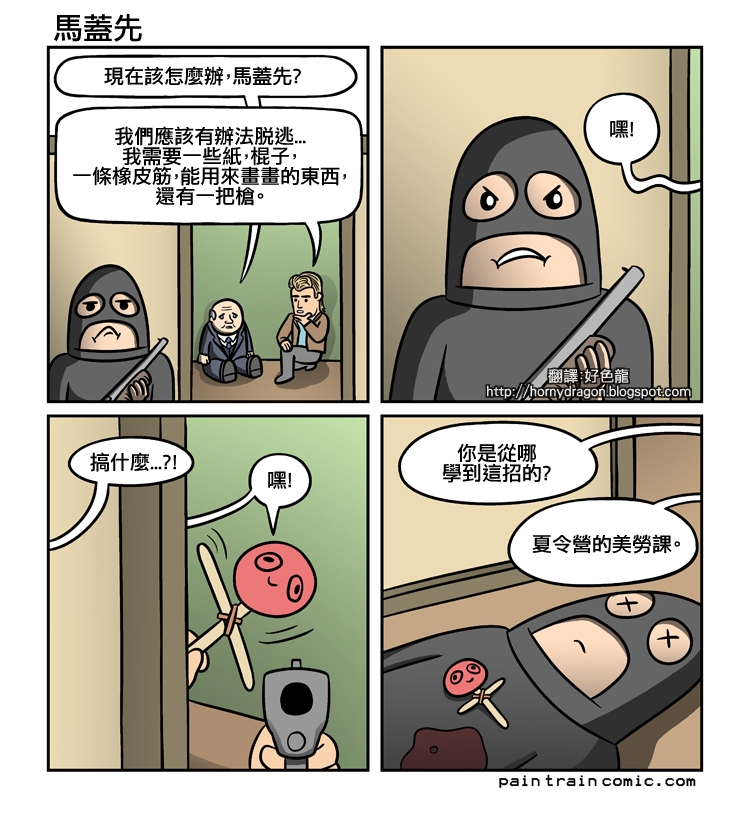 馬蓋先
現在該怎麼辦,馬蓋先?
我們應該有辦法脱逃...
我需要一些紙,棍子,
一條橡皮筋,能用來畫畫的東西,
還有一把槍。
嘿!
翻譯:好色龍
http://hornydragon.blogspot.com
搞什麼...?!
嘿!
你是從哪
學到這招的?
夏令營的美勞課。
paintraincomic.com